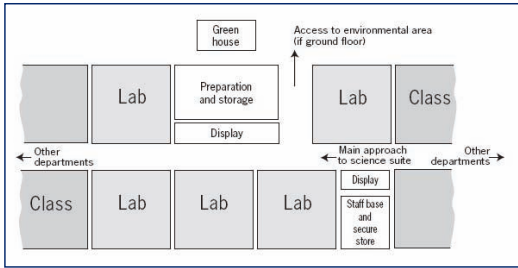 Green
house
Access to environmental area
(if ground floor)
Lab
Preparation
and storage
Lab
Class
Display
Other
departments
Main approach
to science suite
Other
departments
Class
Lab
Lab
Lab
Display
Staff base
and
secure
store